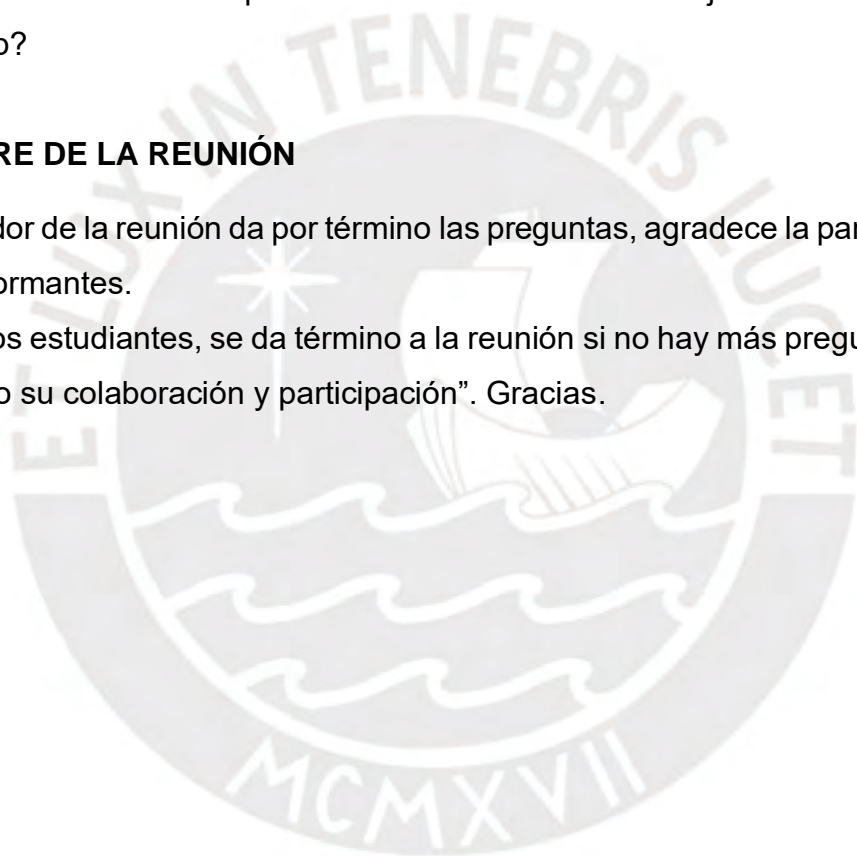 o?
RE DE LA REUNIÓN
dor de la reunión da por término las preguntas, agradece la par
ormantes.
os estudiantes, se da término a la reunión si no hay más pregu
o su colaboración y participación”. Gracias.
ET LUX IN TENEBRIS LUCET
MCMXVII